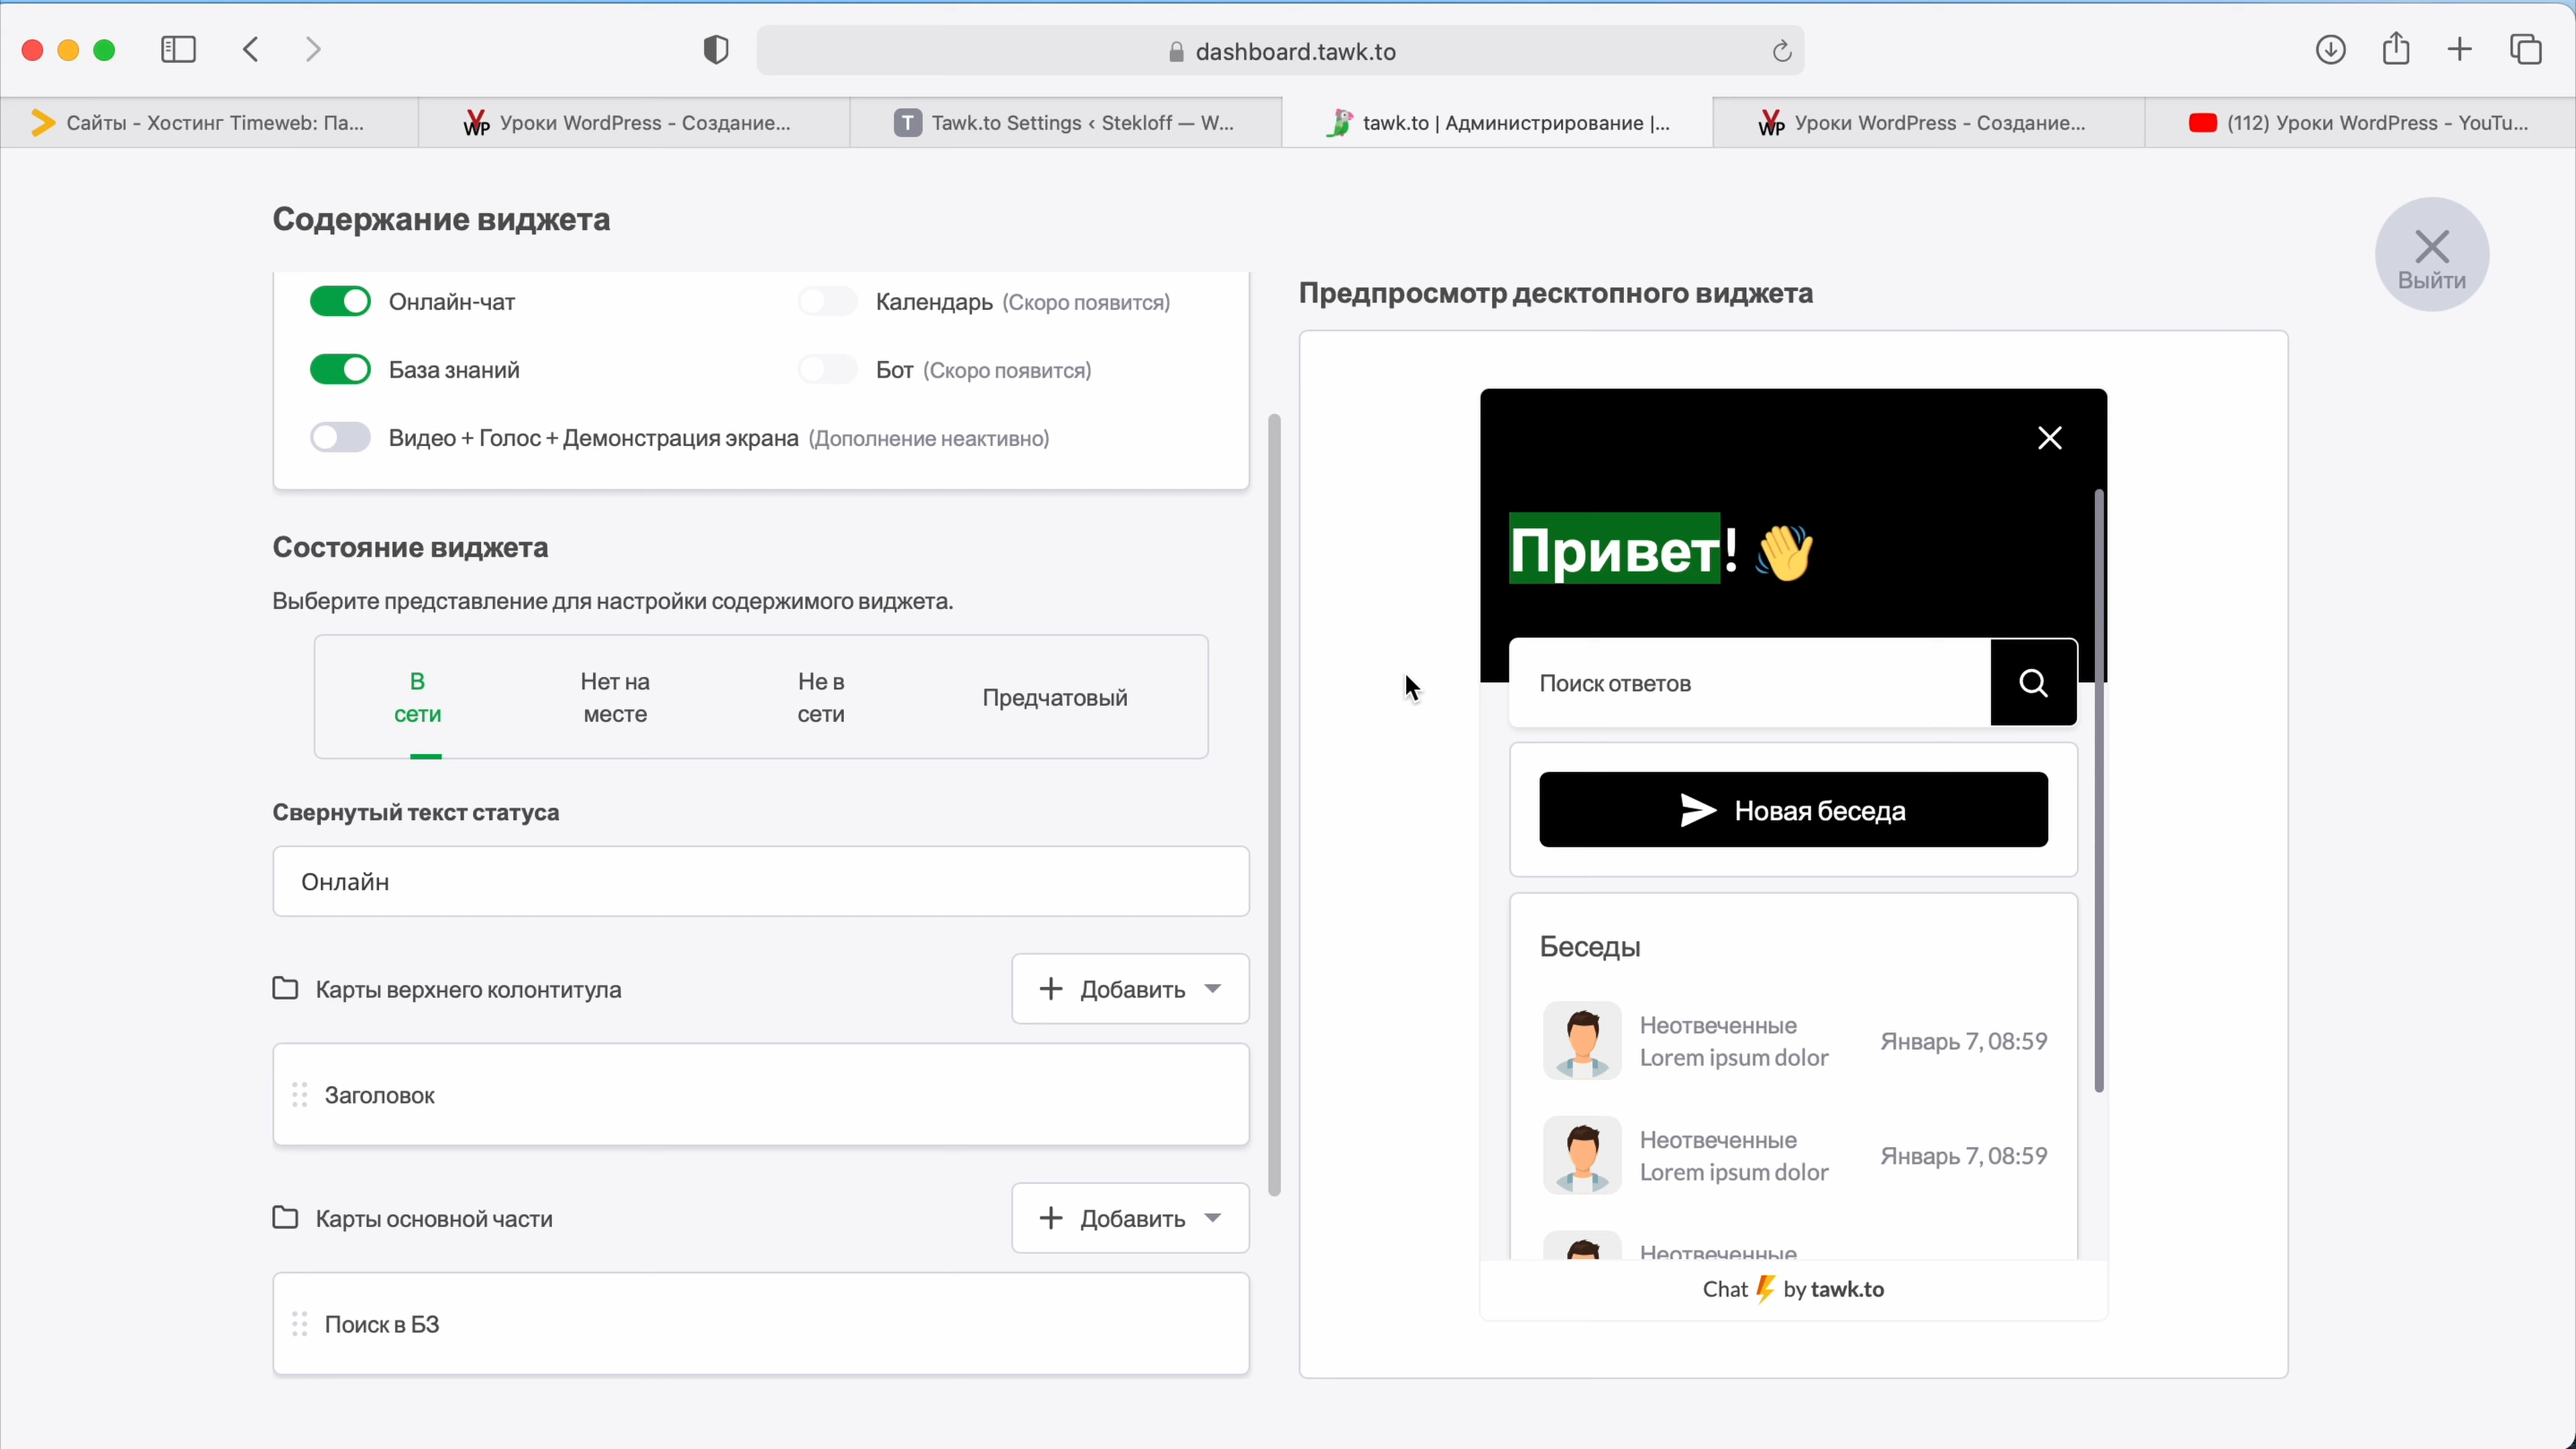 dashboard.tawk.to
Сайты - Хостинг Timeweb: Па...
Уроки WordPress - Создание...
T Tawk.to Settings ‹ Stekloff — W...
tawk.to | Администрирование |...
Уроки WordPress - Создание...
(112) Уроки WordPress - YouTu...
Содержание виджета
Выйти
Онлайн-чат
Календарь (Скоро появится)
База знаний
Бот (Скоро появится)
Видео + Голос + Демонстрация экрана (Дополнение неактивно)
Состояние виджета
Выберите представление для настройки содержимого виджета.
В
сети
Нет на
месте
Не в
сети
Предчатовый
Свернутый текст статуса
Онлайн
Карты верхнего колонтитула
Добавить
Заголовок
Карты основной части
Добавить
Поиск в БЗ
Предпросмотр десктопного виджета
Привет! 👋
Поиск ответов
Новая беседа
Беседы
Неотвеченные
Lorem ipsum dolor
Январь 7, 08:59
Неотвеченные
Lorem ipsum dolor
Январь 7, 08:59
Неотвеченные
Chat ⚡ by tawk.to